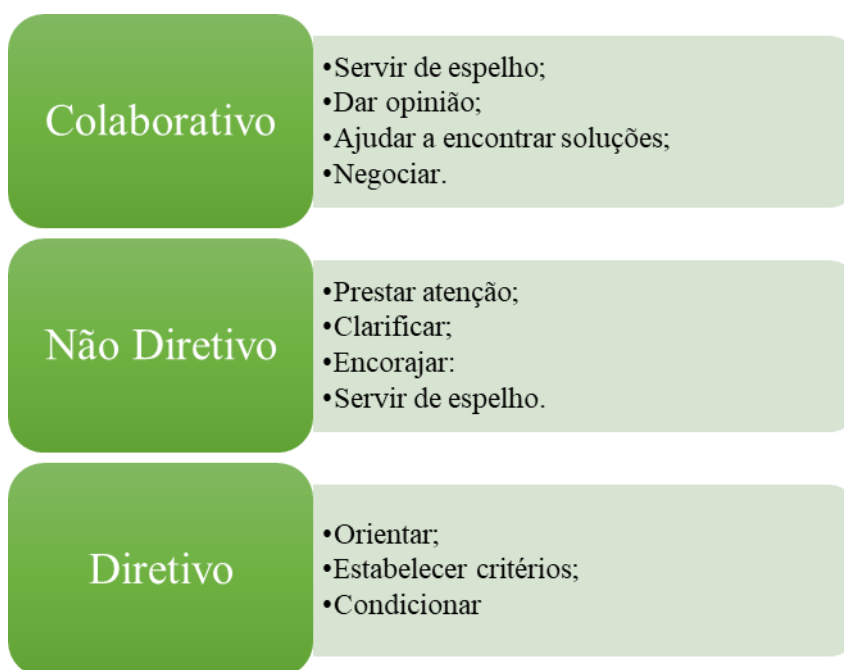 Colaborativo
•Servir de espelho;
•Dar opinião;
•Ajudar a encontrar soluções;
•Negociar.
Não Diretivo
•Prestar atenção;
•Clarificar;
•Encorajar:
•Servir de espelho.
Diretivo
•Orientar;
•Estabelecer critérios;
•Condicionar